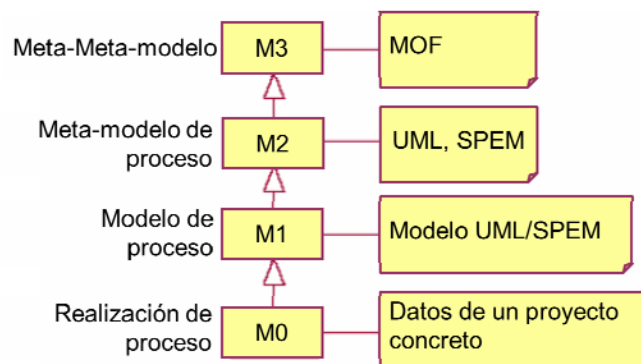 Meta-Meta-modelo
M3
MOF
Meta-modelo de
proceso
M2
UML, SPEM
Modelo de
proceso
M1
Modelo UML/SPEM
Realización de
proceso
M0
Datos de un proyecto
concreto